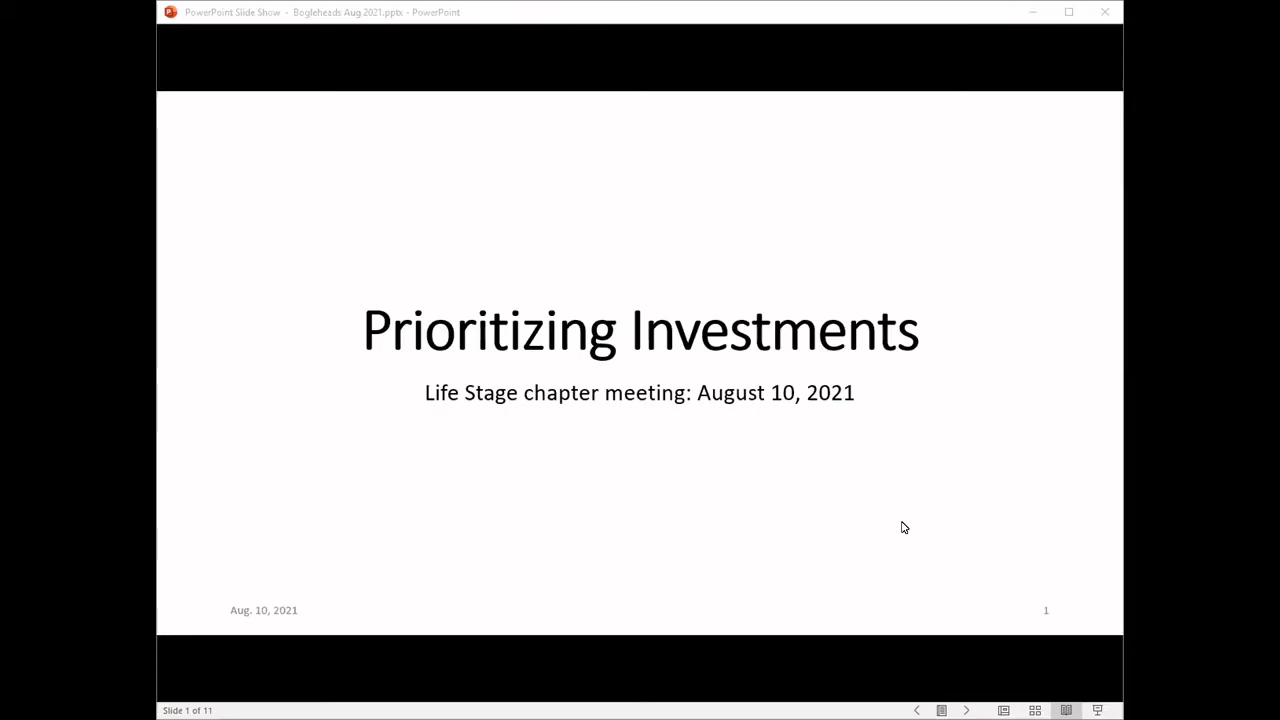 PowerPoint Slide Show - Bogleheads Aug 2021.pptx - PowerPoint
Prioritizing Investments
Life Stage chapter meeting: August 10, 2021
Aug. 10, 2021
1
Slide 1 of 11